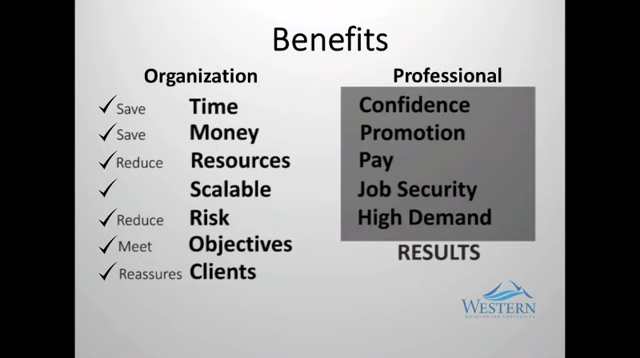 Benefits
Organization
✓ Save Time
✓ Save Money
✓ Reduce Resources
✓ Scalable
✓ Reduce Risk
✓ Meet Objectives
✓ Reassures Clients
Professional
Confidence
Promotion
Pay
Job Security
High Demand
RESULTS
WESTERN